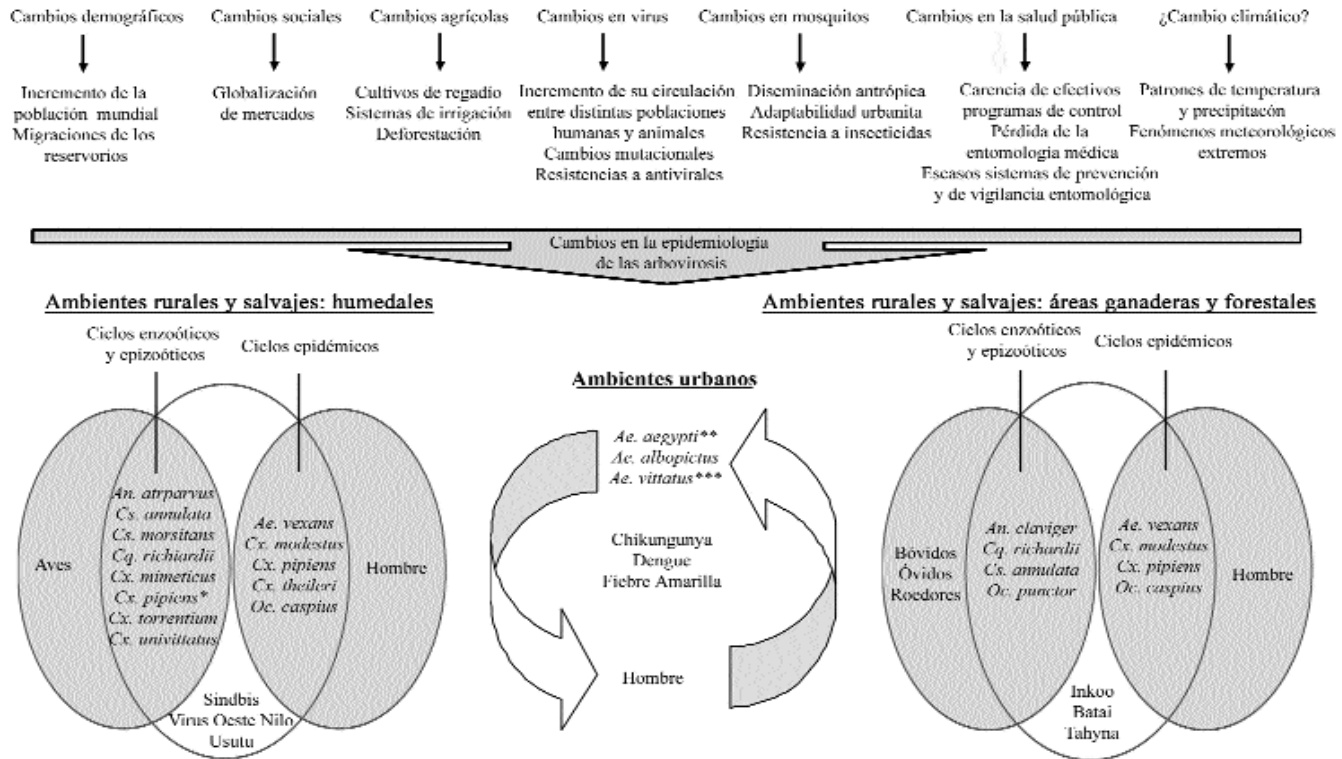 Cambios demográficos
Cambios sociales
Cambios agrícolas
Cambios en virus
Cambios en mosquitos
Cambios en la salud pública
¿Cambio climático?
Incremento de la
población mundial
Migraciones de los
reservorios
Globalización
de mercados
Cultivos de regadío
Sistemas de irrigación
Deforestación
Incremento de su circulación
entre distintas poblaciones
humanas y animales
Cambios mutacionales
Resistencias a antivirales
Diseminación antrópica
Adaptabilidad urbanita
Resistencia a insecticidas
Carencia de efectivos
programas de control
Pérdida de la
entomología médica
Escasos sistemas de prevención
y de vigilancia entomológica
Patrones de temperatura
y precipitacón
Fenómenos meteorológicos
extremos
Cambios en la epidemiología
de las arbovirosis
Ambientes rurales y salvajes: humedales
Ciclos enzoóticos
y epizoóticos
Ciclos epidémicos
Aves
An. atrparvus
Cs. annulata
Cs. morsitans
Cq. richiardii
Cx. mimeticus
Cx. pipiens*
Cx. torrentium
Cx. univittatus
Ae. vexans
Cx. modestus
Cx. pipiens
Cx. theileri
Oc. caspius
Hombre
Sindbis
Virus Oeste Nilo
Usutu
Ambientes urbanos
Ae. aegypti**
Ae. albopictus
Ae. vittatus***
Chikungunya
Dengue
Fiebre Amarilla
Hombre
Ambientes rurales y salvajes: áreas ganaderas y forestales
Ciclos enzoóticos
y epizoóticos
Ciclos epidémicos
Bóvidos
Óvidos
Roedores
An. claviger
Cq. richardii
Cs. annulata
Oc. punctor
Ae. vexans
Cx. modestus
Cx. pipiens
Oc. caspius
Hombre
Inkoo
Batai
Tahyna